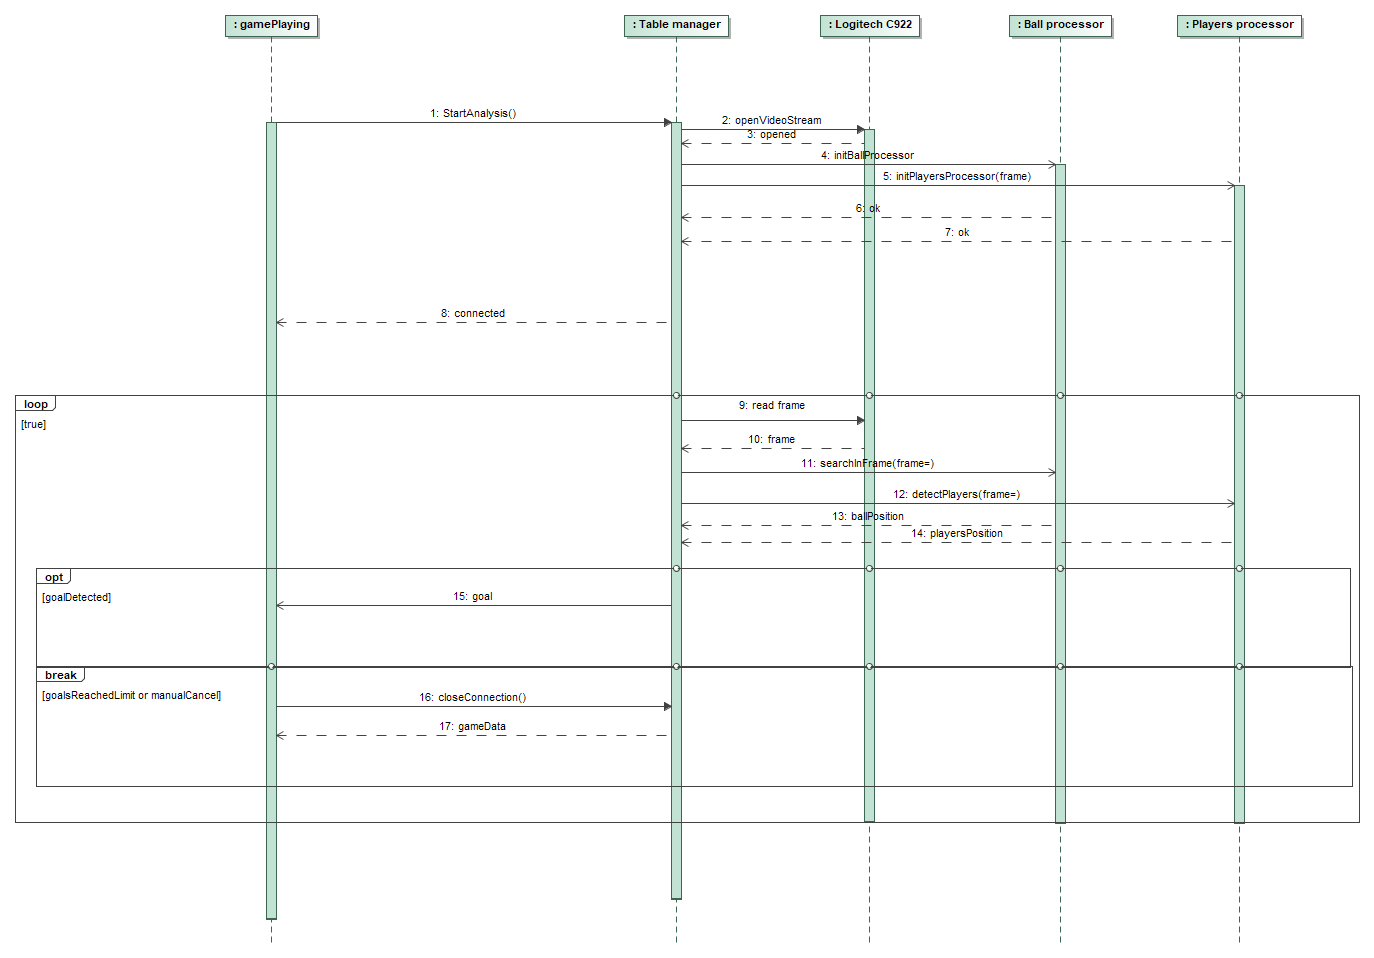 : gamePlaying
: Table manager
: Logitech C922
: Ball processor
: Players processor
1: StartAnalysis()
2: openVideoStream
3: opened
4: initBallProcessor
5: initPlayersProcessor(frame)
6: ok
7: ok
8: connected
loop
[true]
9: read frame
10: frame
11: searchInFrame(frame=)
12: detectPlayers(frame=)
13: ballPosition
14: playersPosition
opt
[goalDetected]
15: goal
break
[goalsReachedLimit or manualCancel]
16: closeConnection()
17: gameData